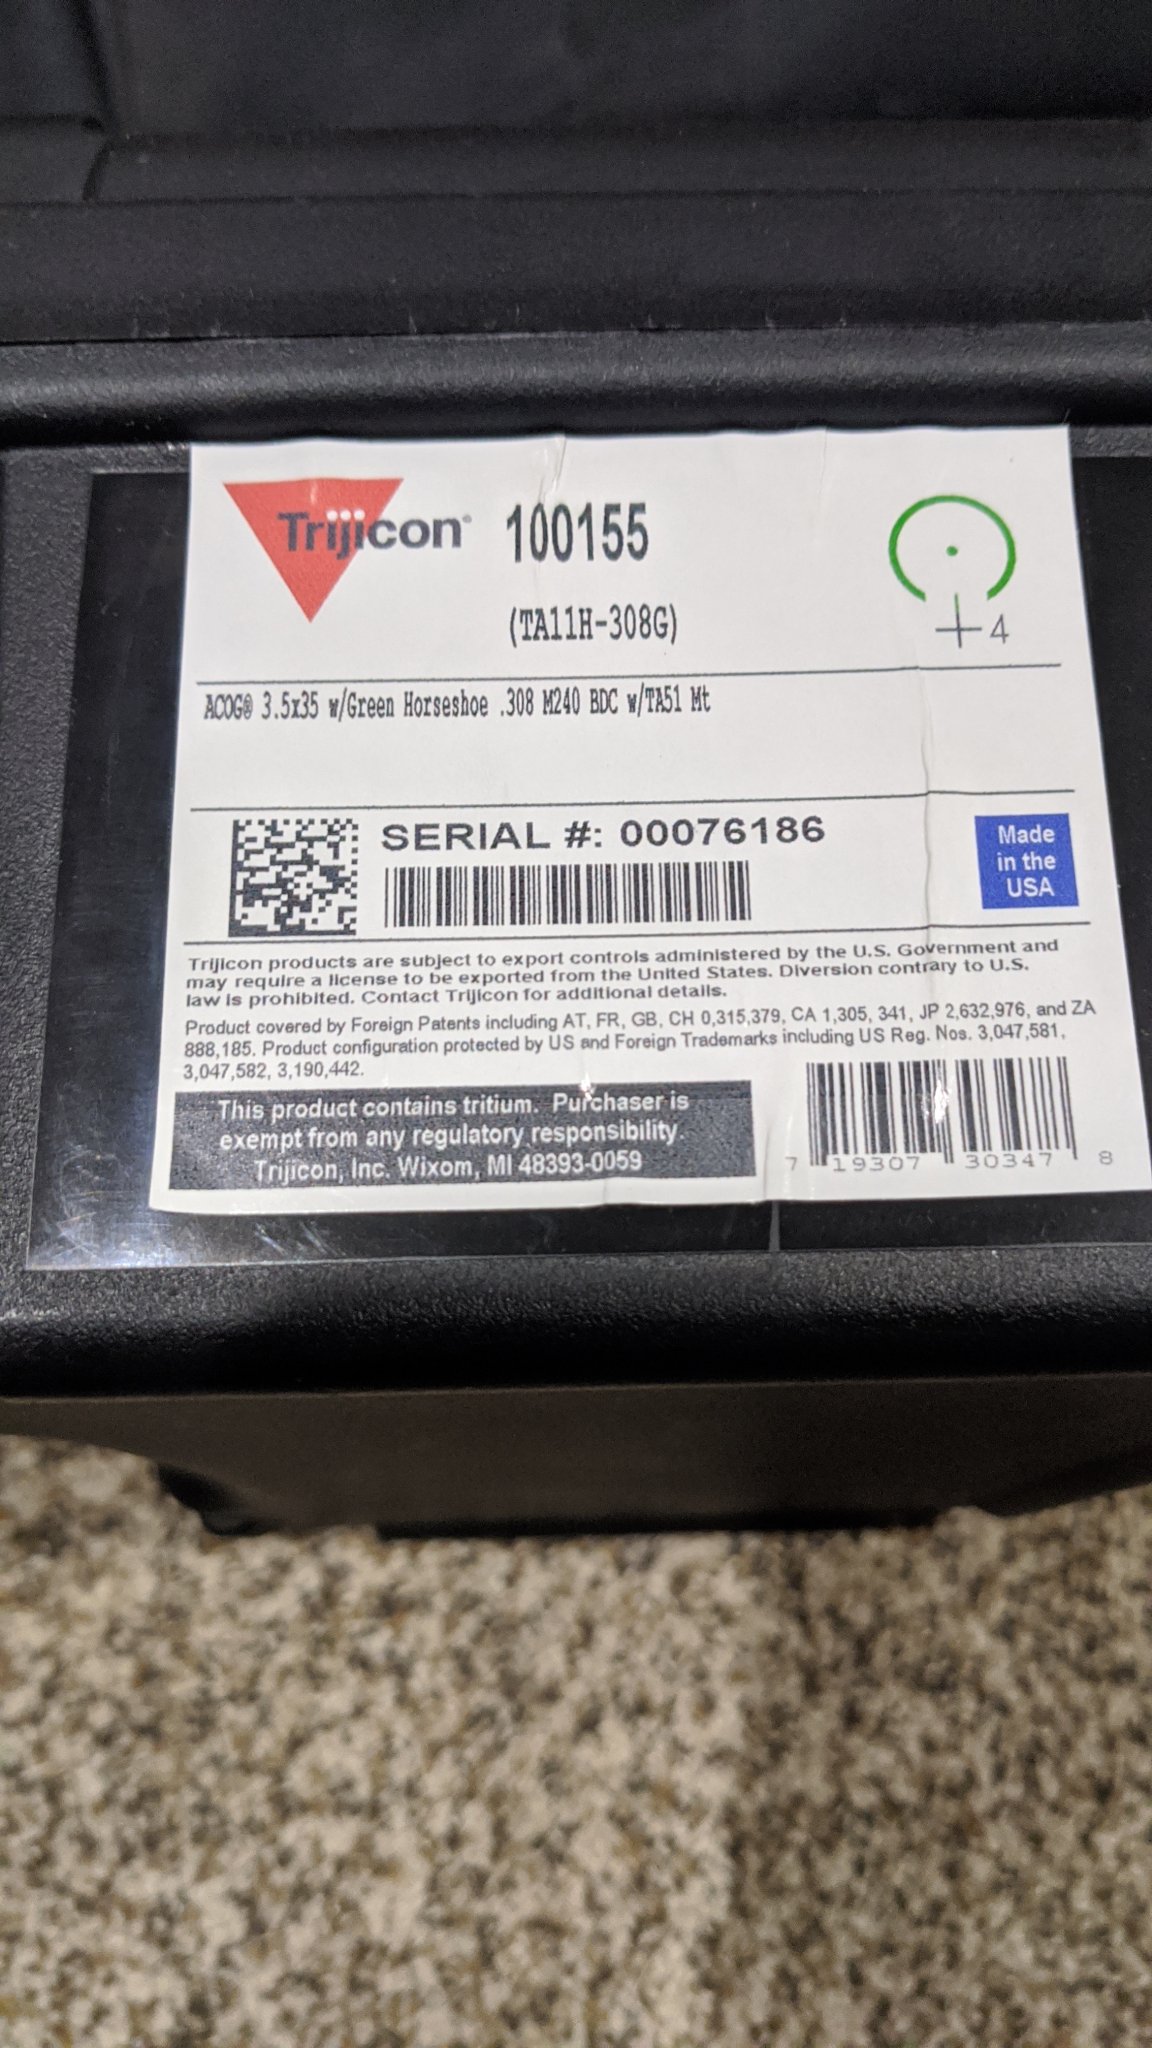 Trijicon® 100155
(TA11H-308G)
4
ACOG® 3.5x35 w/Green Horseshoe .308 M240 BDC w/TA51 Mt
SERIAL #: 00076186
Made
in the
USA
Trijicon products are subject to export controls administered by the U.S. Government and
may require a license to be exported from the United States. Diversion contrary to U.S.
law is prohibited. Contact Trijicon for additional details.
Product covered by Foreign Patents including AT, FR, GB, CH 0,315,379, CA 1,305, 341, JP 2,632,976, and ZA
888,185. Product configuration protected by US and Foreign Trademarks including US Reg. Nos. 3,047,581,
3,047,582, 3,190,442.
This product contains tritium. Purchaser is
exempt from any regulatory responsibility.
Trijicon, Inc. Wixom, MI 48393-0059
7 19307 30347 8